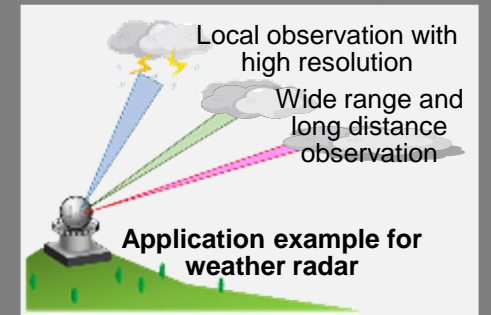 Local observation with
high resolution
Wide range and
long distance
observation
Application example for
weather radar